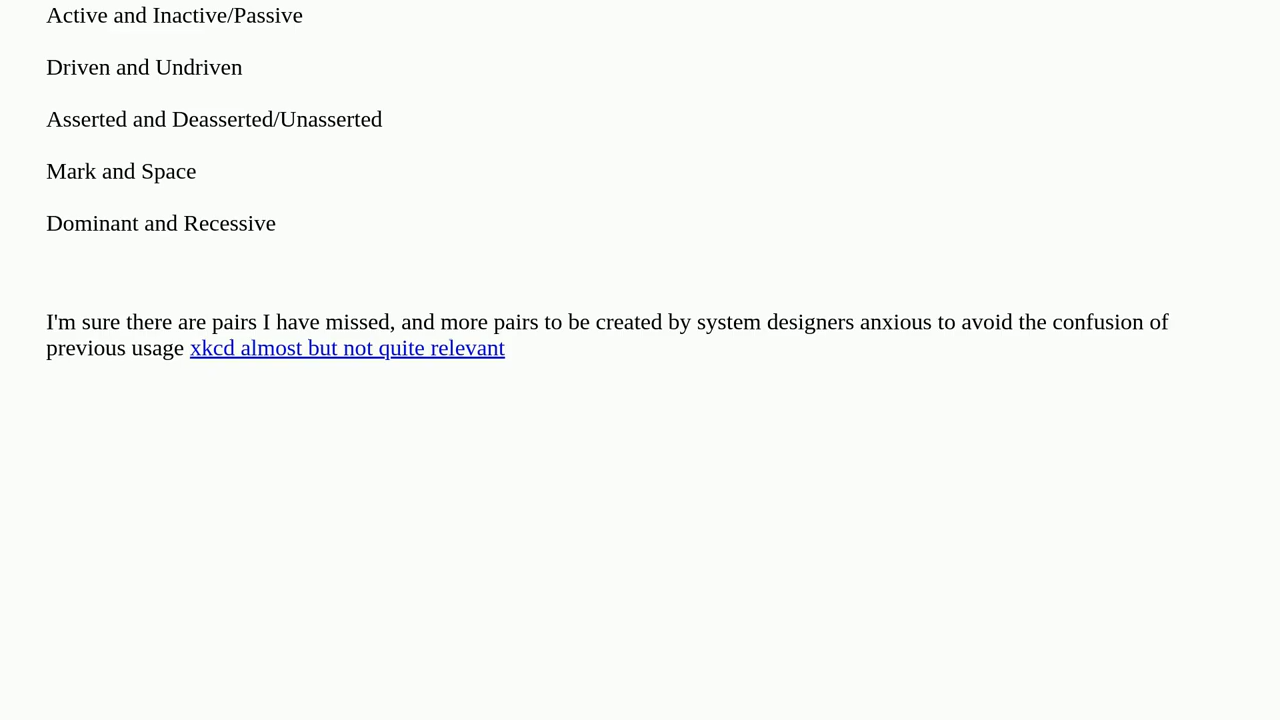 Active and Inactive/Passive
Driven and Undriven
Asserted and Deasserted/Unasserted
Mark and Space
Dominant and Recessive
I'm sure there are pairs I have missed, and more pairs to be created by system designers anxious to avoid the confusion of
previous usage xkcd almost but not quite relevant